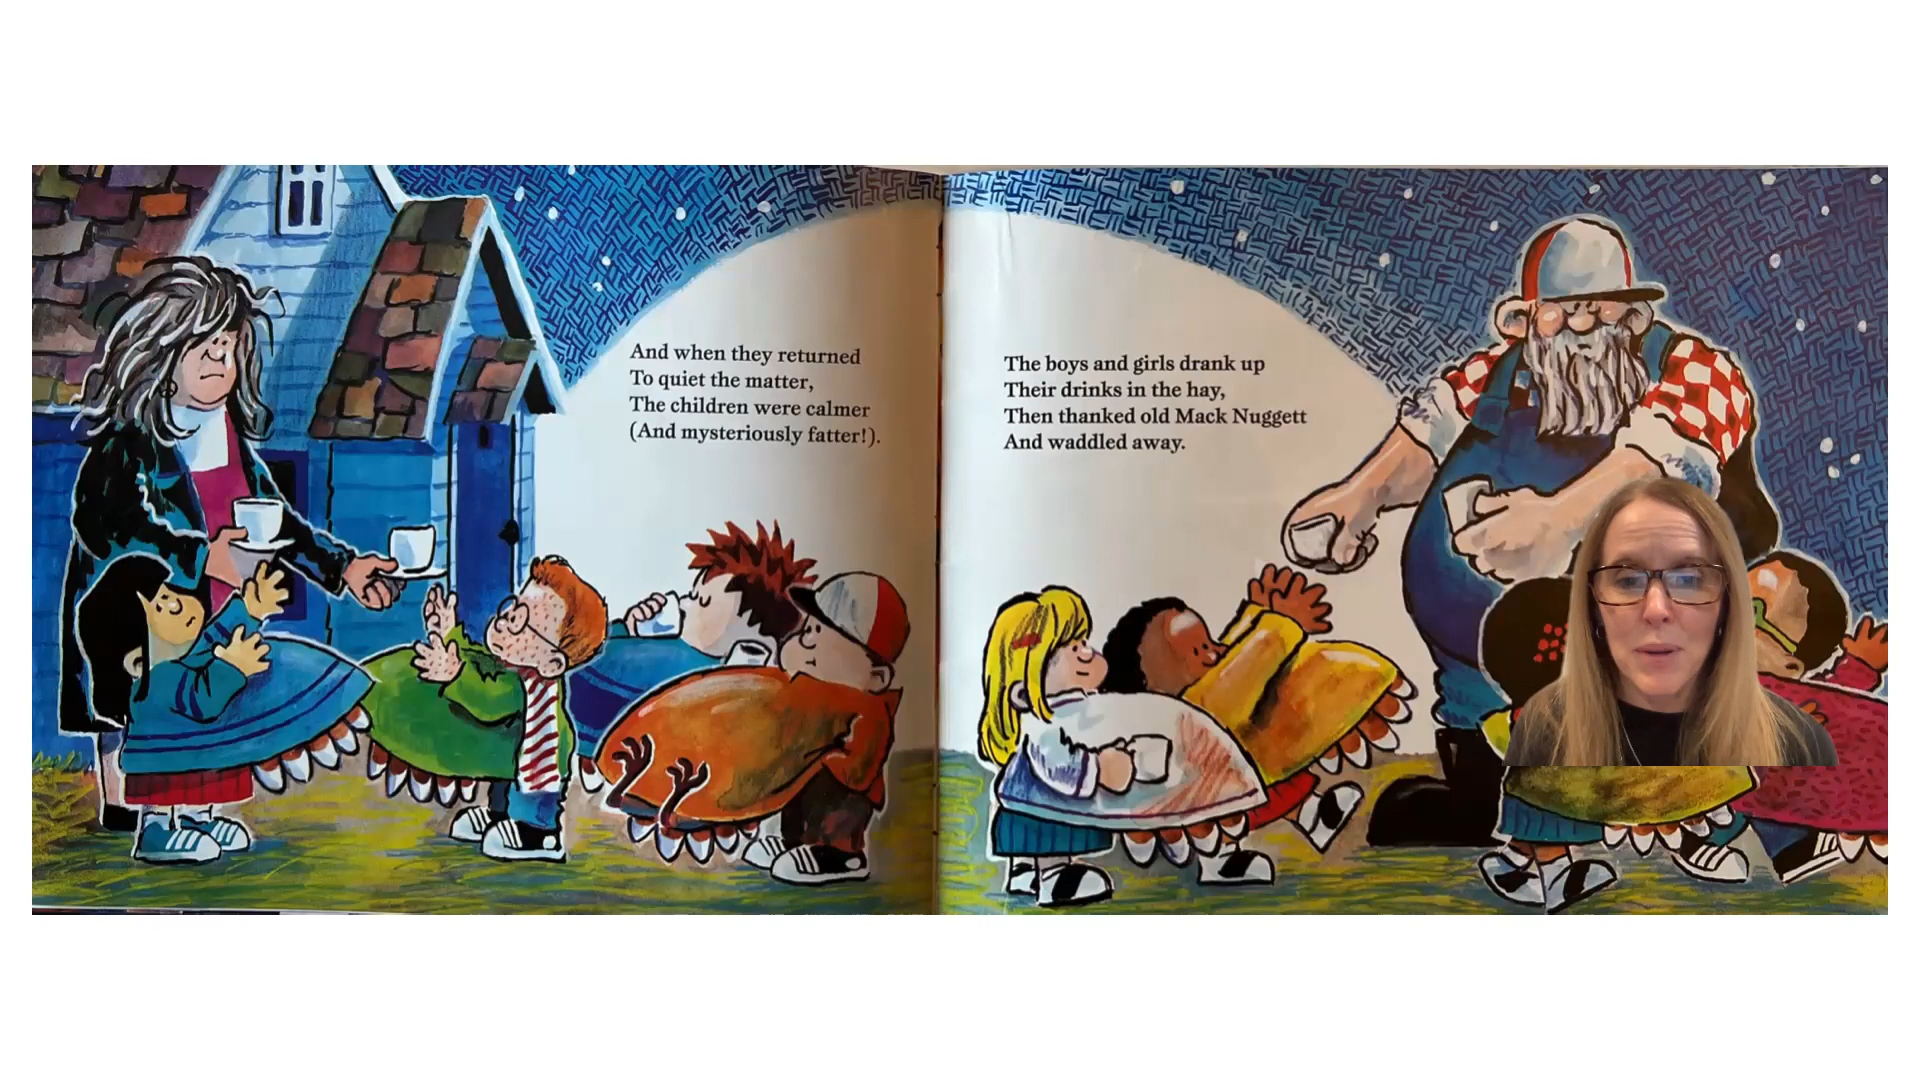 And when they returned
To quiet the matter,
The children were calmer
(And mysteriously fatter!).
The boys and girls drank up
Their drinks in the hay,
Then thanked old Mack Nuggett
And waddled away.